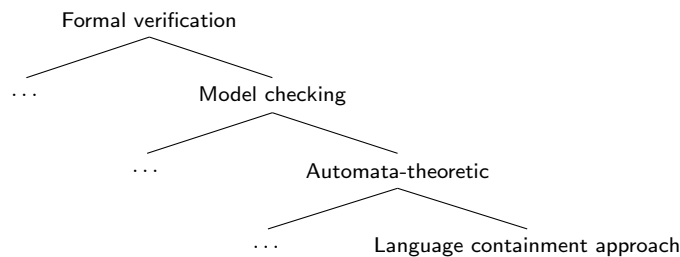 Formal verification
··· Model checking
··· Automata-theoretic
··· Language containment approach